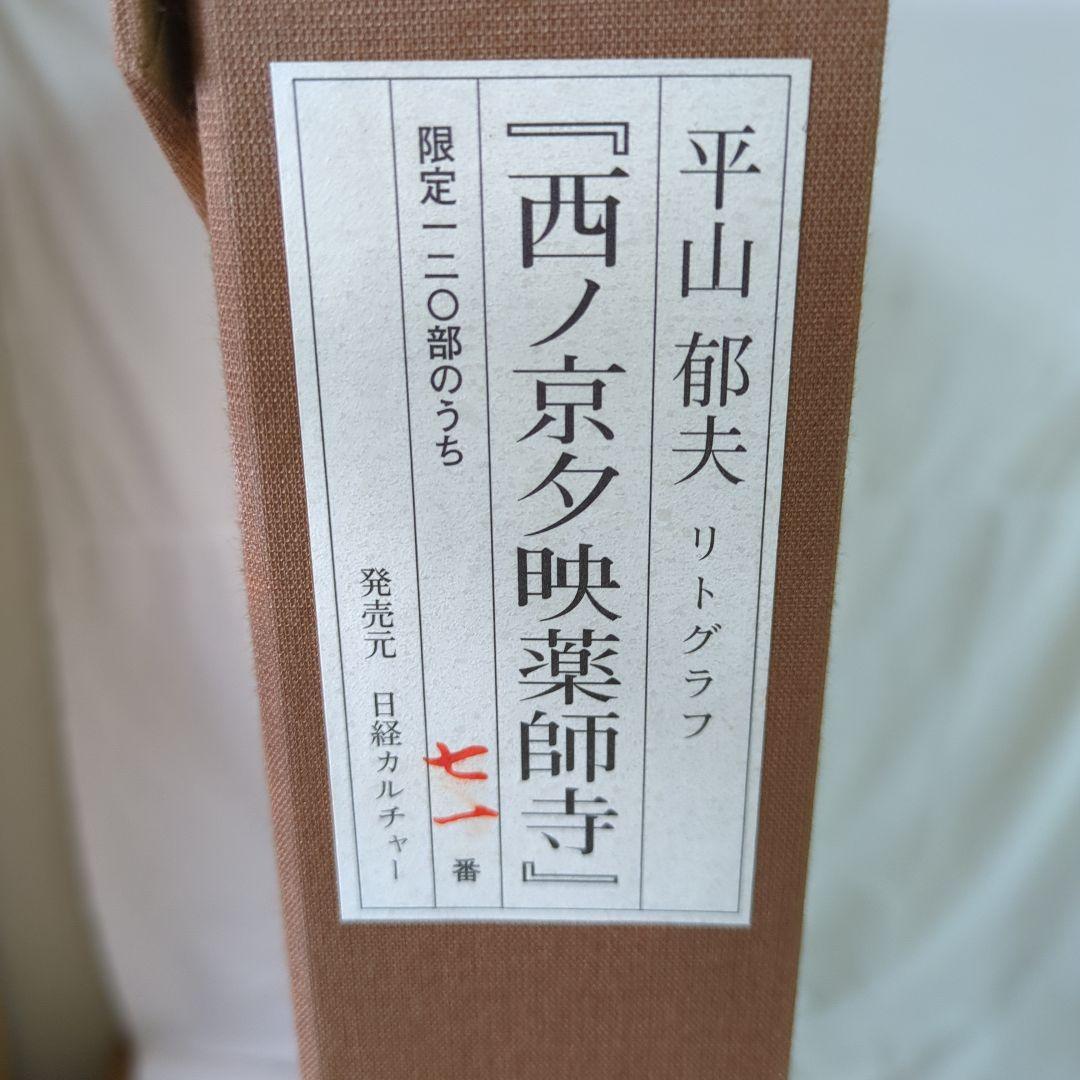 平山 郁夫 リトグラフ
『西ノ京夕映薬師寺』
限定一二〇部のうち 七一 番
発売元 日経カルチャー